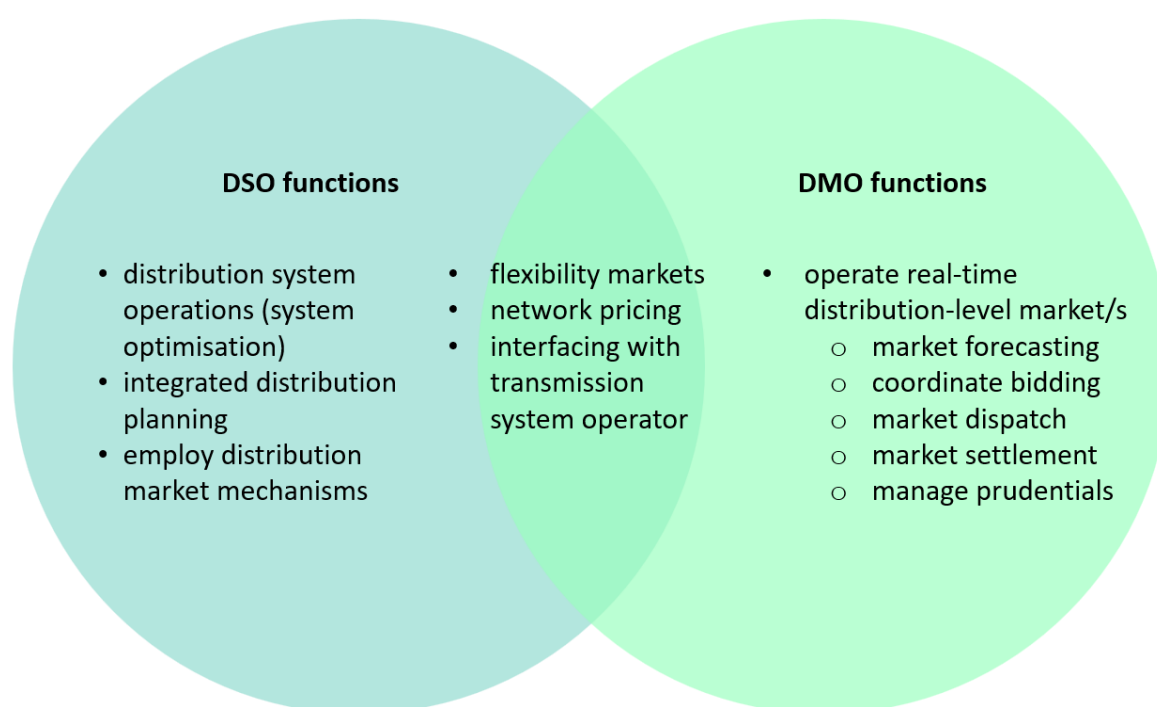 DSO functions
• distribution system
operations (system
optimisation)
• integrated distribution
planning
• employ distribution
market mechanisms
• flexibility markets
• network pricing
• interfacing with
transmission
system operator
DMO functions
• operate real-time
distribution-level market/s
o market forecasting
o coordinate bidding
o market dispatch
o market settlement
o manage prudentials